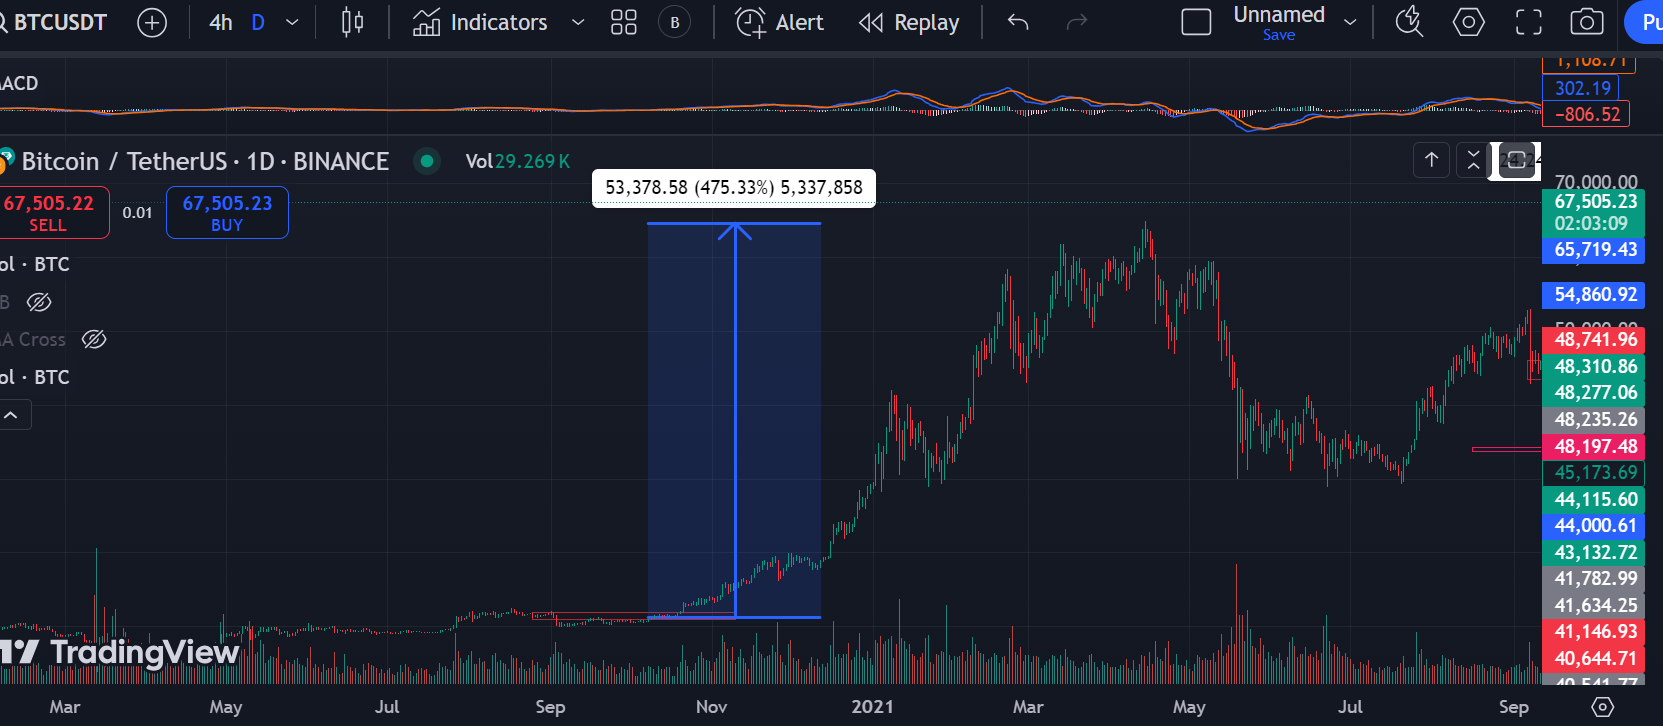 BTCUSDT 4h D Indicators B Alert Replay Unnamed Save Pu
ACD
302.19
−806.52
Bitcoin / TetherUS · 1D · BINANCE Vol 29.269 K
53,378.58 (475.33%) 5,337,858
67,505.22 SELL
0.01
67,505.23 BUY
ol · BTC
B
A Cross
ol · BTC
70,000.00
67,505.23
02:03:09
65,719.43
54,860.92
48,741.96
48,310.86
48,277.06
48,235.26
48,197.48
45,173.69
44,115.60
44,000.61
43,132.72
41,782.99
41,634.25
41,146.93
40,644.71
TradingView
Mar May Jul Sep Nov 2021 Mar May Jul Sep